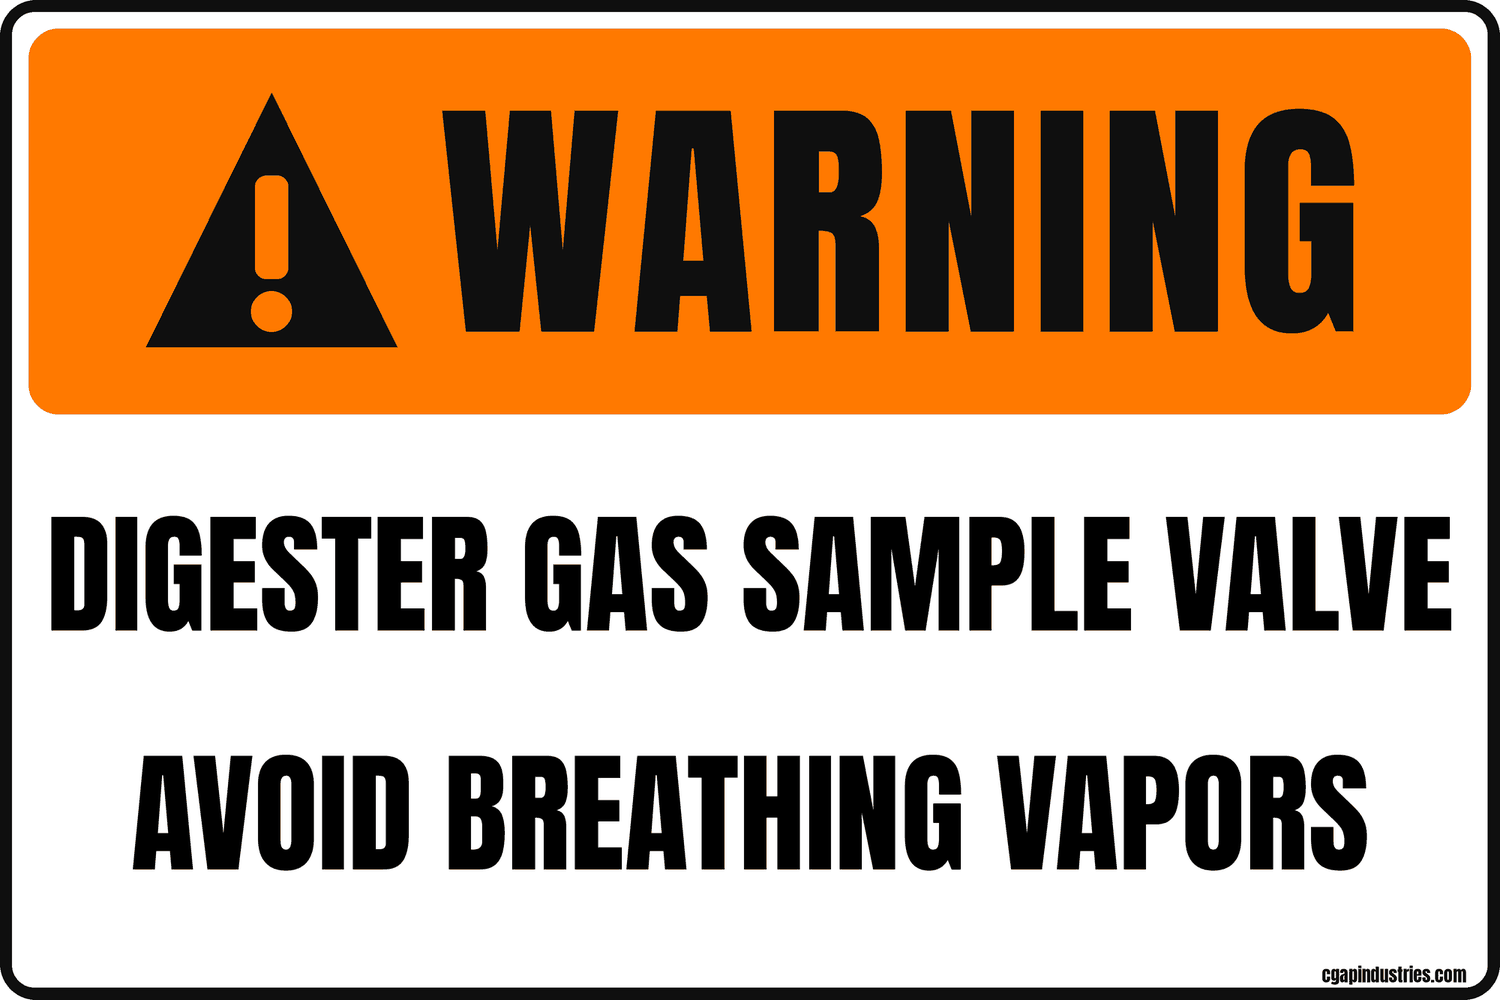 WARNING
DIGESTER GAS SAMPLE VALVE
AVOID BREATHING VAPORS
cgapindustries.com